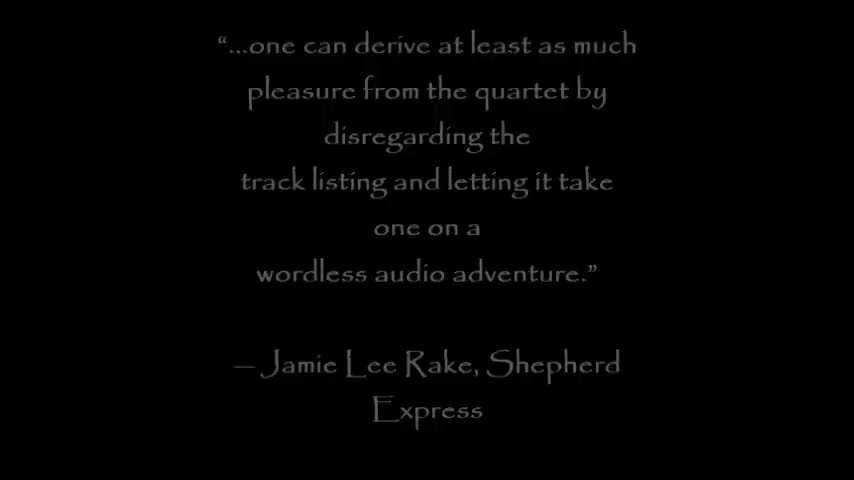 “...one can derive at least as much
pleasure from the quartet by
disregarding the
track listing and letting it take
one on a
wordless audio adventure.”
— Jamie Lee Rake, Shepherd
Express